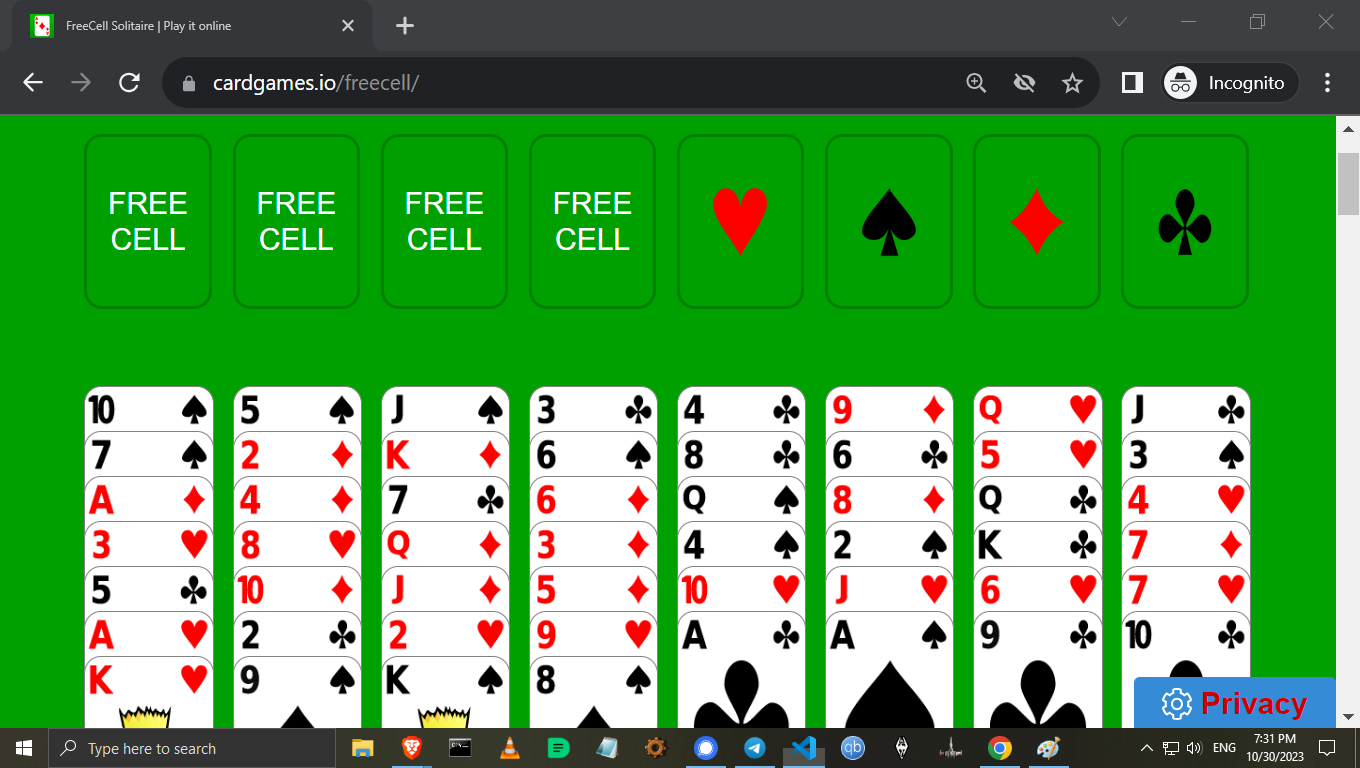 FreeCell Solitaire | Play it online
cardgames.io/freecell/
Incognito
FREE CELL
FREE CELL
FREE CELL
FREE CELL
10 5 J 3 4 9 Q J
7 2 K 6 8 6 5 3
A 4 7 6 Q 8 Q 4
3 8 Q 3 4 2 K 7
5 10 J 5 10 J 6 7
A 2 2 9 A A 9 10
K 9 K 8
Privacy
Type here to search
qb
ENG
7:31 PM
10/30/2023